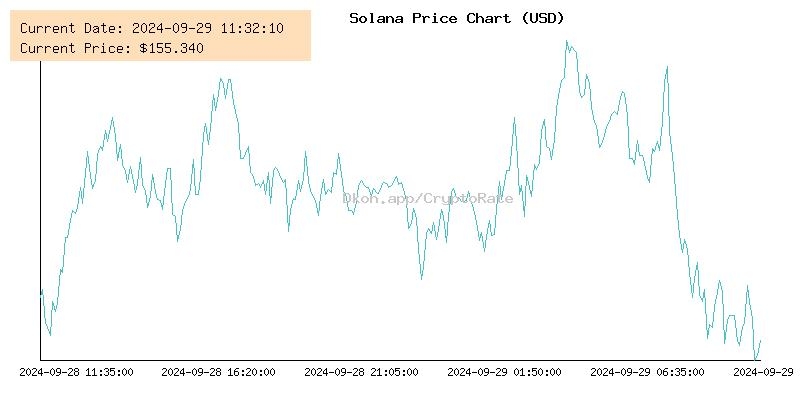 Solana Price Chart (USD)
Current Date: 2024-09-29 11:32:10
Current Price: $155.340
Dkoh.app/CryptoRate
2024-09-28 11:35:00
2024-09-28 16:20:00
2024-09-28 21:05:00
2024-09-29 01:50:00
2024-09-29 06:35:00
2024-09-29